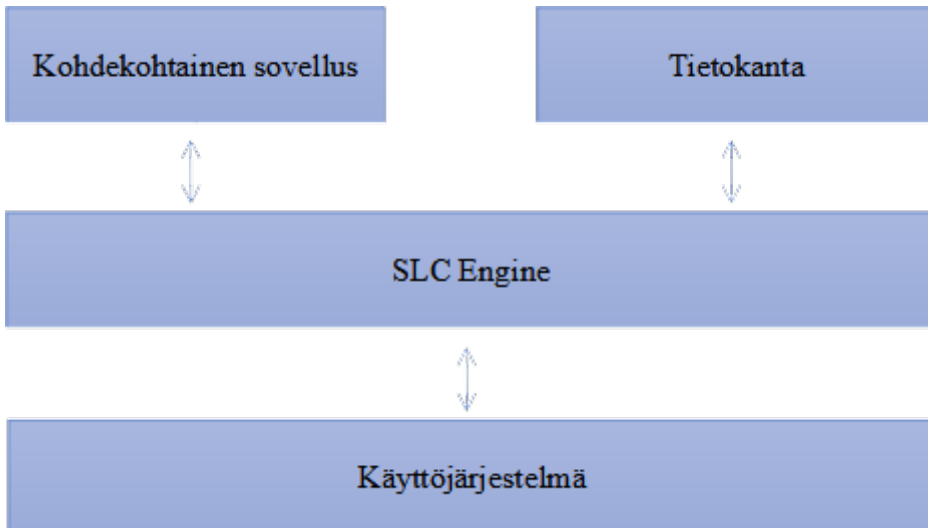 Kohdekohtainen sovellus
Tietokanta
SLC Engine
Käyttöjärjestelmä